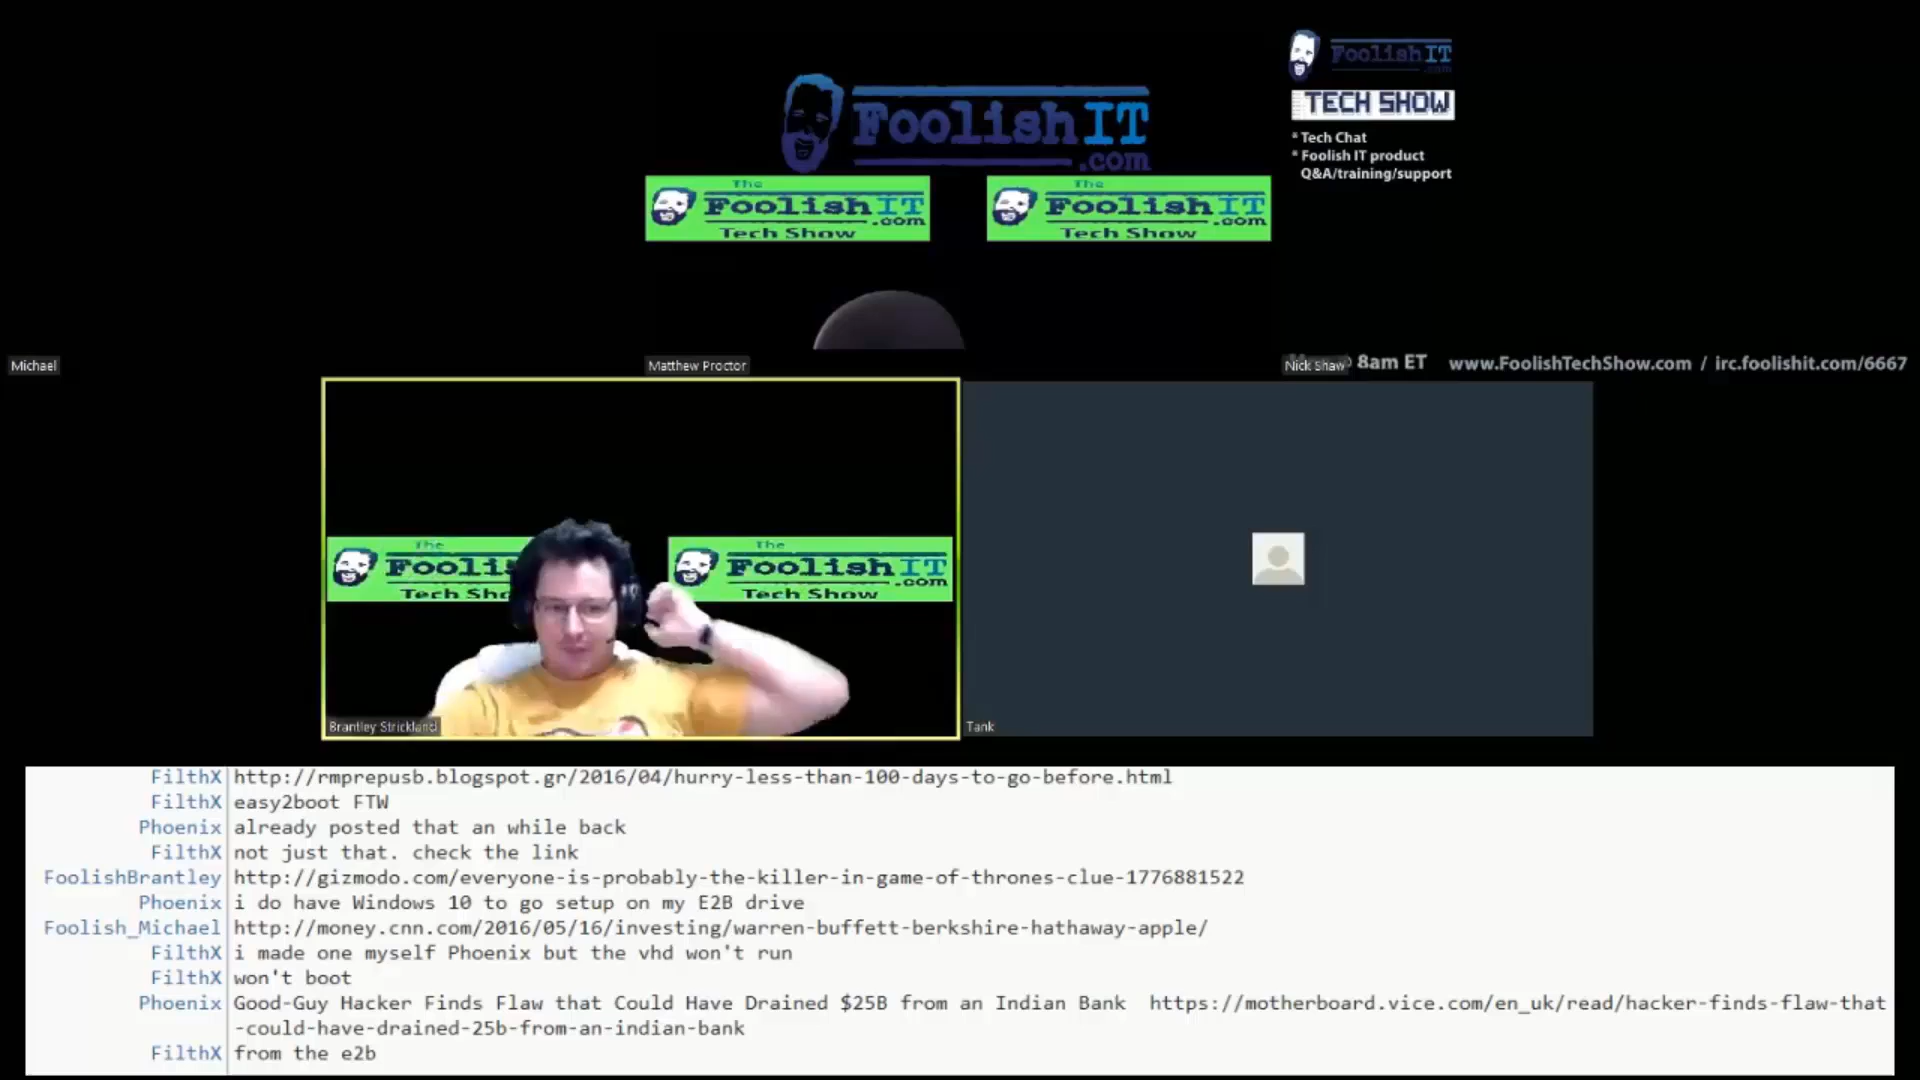 FoolishIT
.com
FoolishIT
.com
TECH SHOW
* Tech Chat
* Foolish IT product
Q&A/training/support
The
FoolishIT
.com
Tech Show
The
FoolishIT
.com
Tech Show
Michael
Matthew Proctor
Nick Shaw
8am ET www.FoolishTechShow.com / irc.foolishit.com/6667
The
Foolis
Tech Sho
The
FoolishIT
.com
Tech Show
Brantley Strickland
Tank
FilthX http://rmprepusb.blogspot.gr/2016/04/hurry-less-than-100-days-to-go-before.html
FilthX easy2boot FTW
Phoenix already posted that an while back
FilthX not just that. check the link
FoolishBrantley http://gizmodo.com/everyone-is-probably-the-killer-in-game-of-thrones-clue-1776881522
Phoenix i do have Windows 10 to go setup on my E2B drive
Foolish_Michael http://money.cnn.com/2016/05/16/investing/warren-buffett-berkshire-hathaway-apple/
FilthX i made one myself Phoenix but the vhd won't run
FilthX won't boot
Phoenix Good-Guy Hacker Finds Flaw that Could Have Drained $25B from an Indian Bank https://motherboard.vice.com/en_uk/read/hacker-finds-flaw-that
-could-have-drained-25b-from-an-indian-bank
FilthX from the e2b